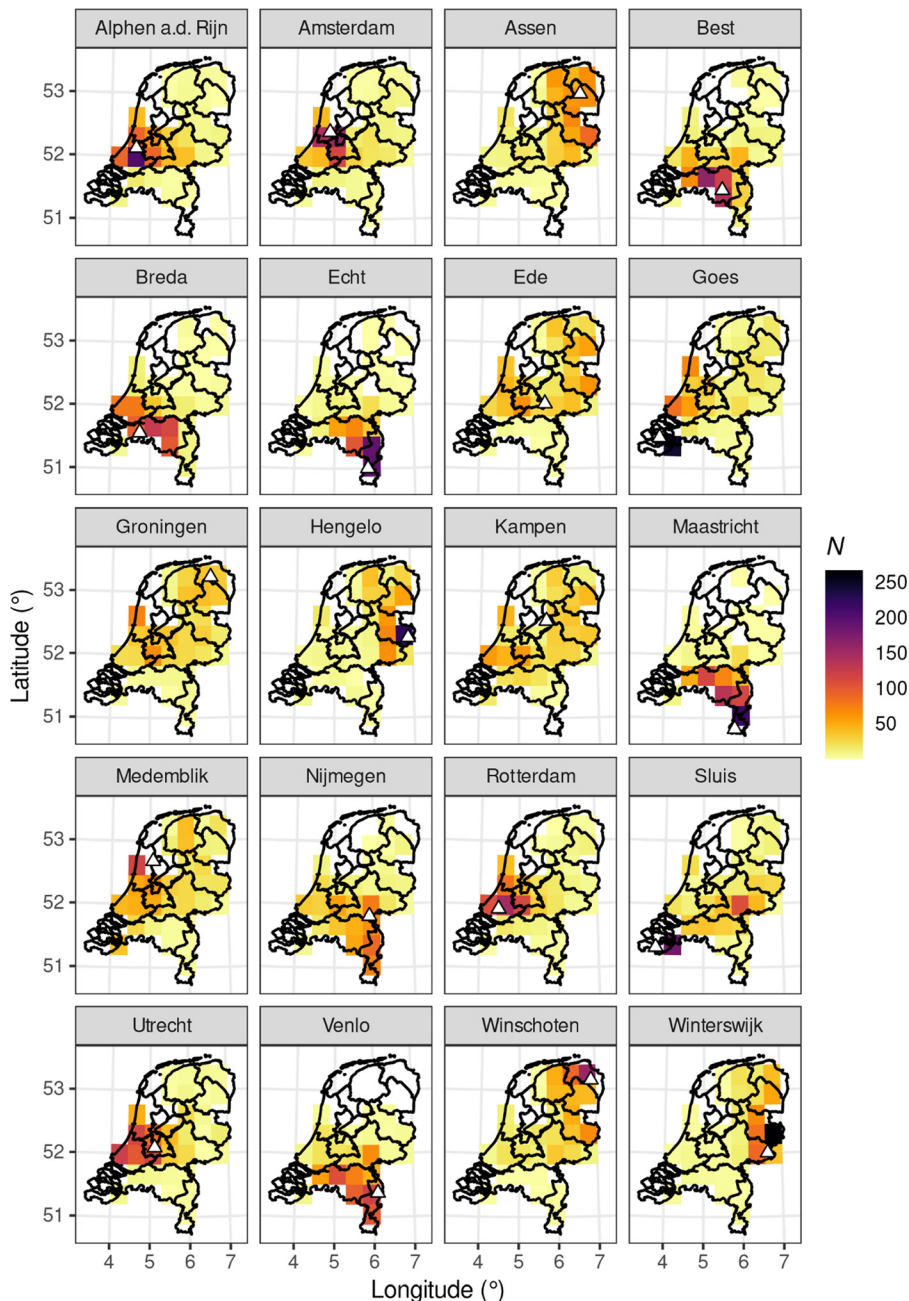 Alphen a.d. Rijn Amsterdam Assen Best
53
52
51
Breda Echt Ede Goes
53
52
51
Groningen Hengelo Kampen Maastricht
53
52
51
Medemblik Nijmegen Rotterdam Sluis
53
52
51
Utrecht Venlo Winschoten Winterswijk
53
52
51
4 5 6 7 4 5 6 7 4 5 6 7 4 5 6 7
Longitude (°)
Latitude (°)
N
250
200
150
100
50